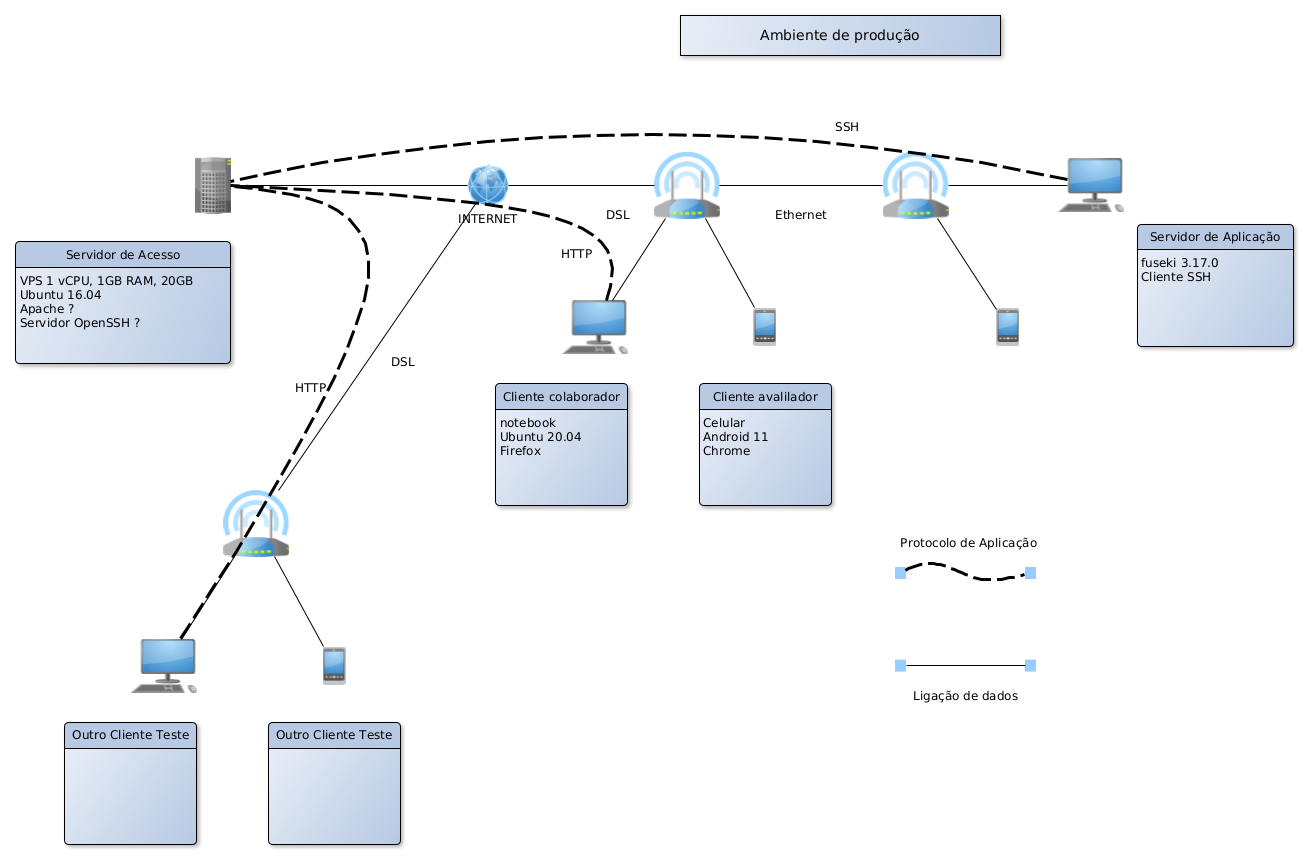 Ambiente de produção
SSH
INTERNET
DSL
Ethernet
HTTP
Servidor de Acesso
VPS 1 vCPU, 1GB RAM, 20GB
Ubuntu 16.04
Apache ?
Servidor OpenSSH ?
Servidor de Aplicação
fuseki 3.17.0
Cliente SSH
DSL
HTTP
Cliente colaborador
notebook
Ubuntu 20.04
Firefox
Cliente avalilador
Celular
Android 11
Chrome
Protocolo de Aplicação
Ligação de dados
Outro Cliente Teste
Outro Cliente Teste